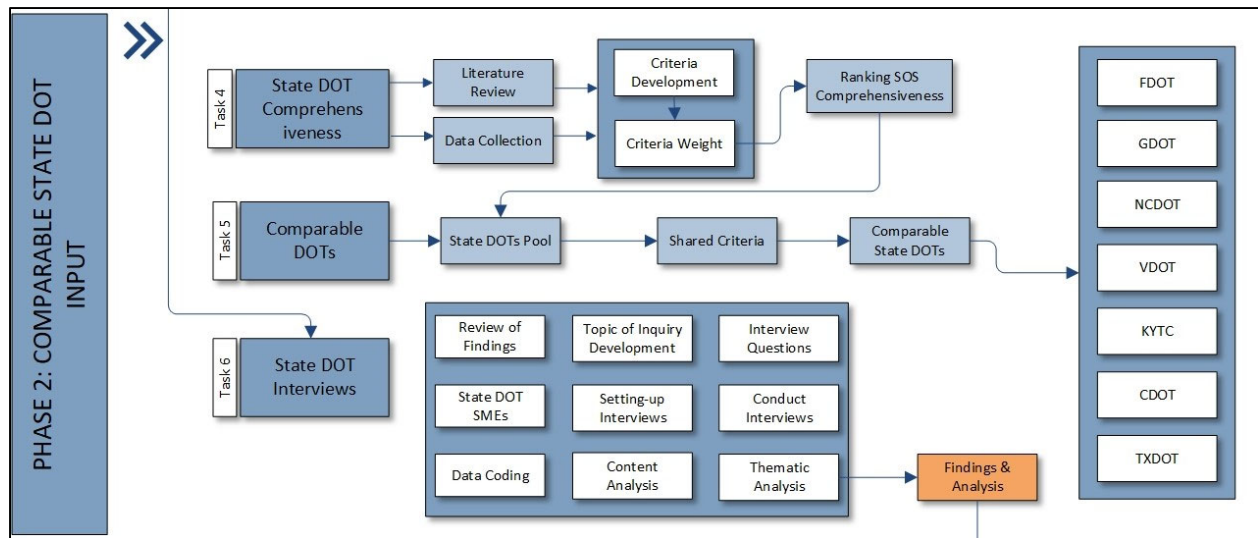 PHASE 2: COMPARABLE STATE DOT
INPUT
Task 4
State DOT
Comprehens
iveness
Literature
Review
Data Collection
Criteria
Development
Criteria Weight
Ranking SOS
Comprehensiveness
Task 5
Comparable
DOTs
State DOTs Pool
Shared Criteria
Comparable
State DOTs
Task 6
State DOT
Interviews
Review of
Findings
Topic of Inquiry
Development
Interview
Questions
State DOT
SMEs
Setting-up
Interviews
Conduct
Interviews
Data Coding
Content
Analysis
Thematic
Analysis
Findings &
Analysis
FDOT
GDOT
NCDOT
VDOT
KYTC
CDOT
TXDOT